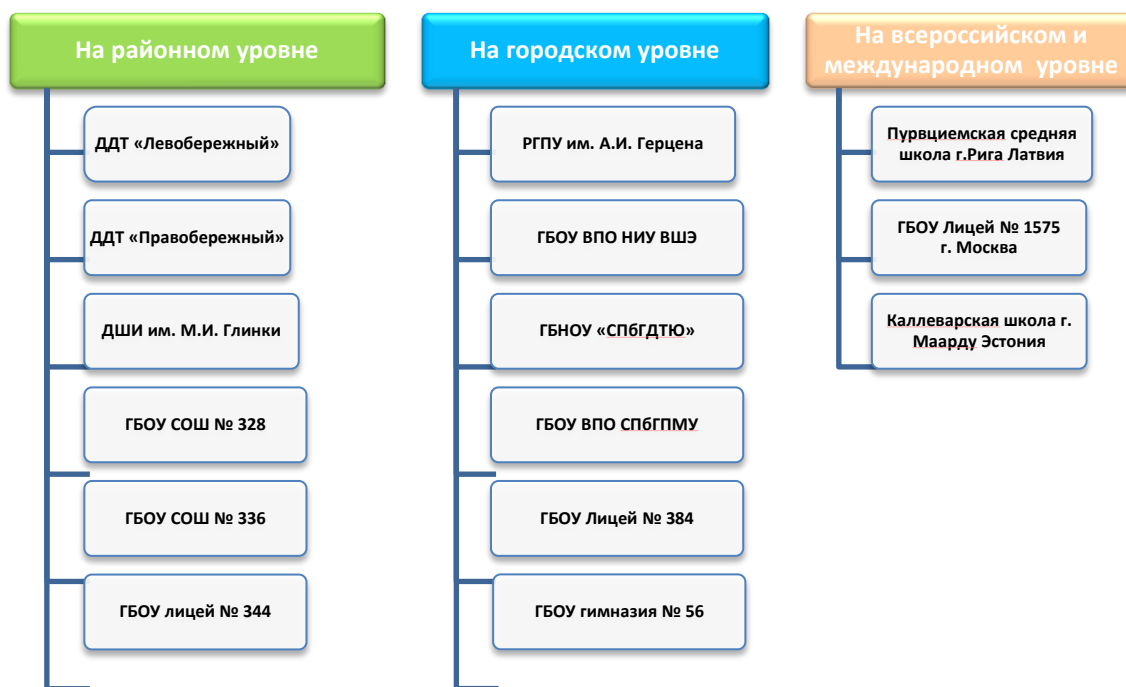 На районном уровне
ДДТ «Левобережный»
ДДТ «Правобережный»
ДШИ им. М.И. Глинки
ГБОУ СОШ № 328
ГБОУ СОШ № 336
ГБОУ лицей № 344
На городском уровне
РГПУ им. А.И. Герцена
ГБОУ ВПО НИУ ВШЭ
ГБНОУ «СПбГДТЮ»
ГБОУ ВПО СПбГПМУ
ГБОУ Лицей № 384
ГБОУ гимназия № 56
На всероссийском и
международном уровне
Пурвциемская средняя
школа г.Рига Латвия
ГБОУ Лицей № 1575
г. Москва
Каллеварская школа г.
Маарду Эстония